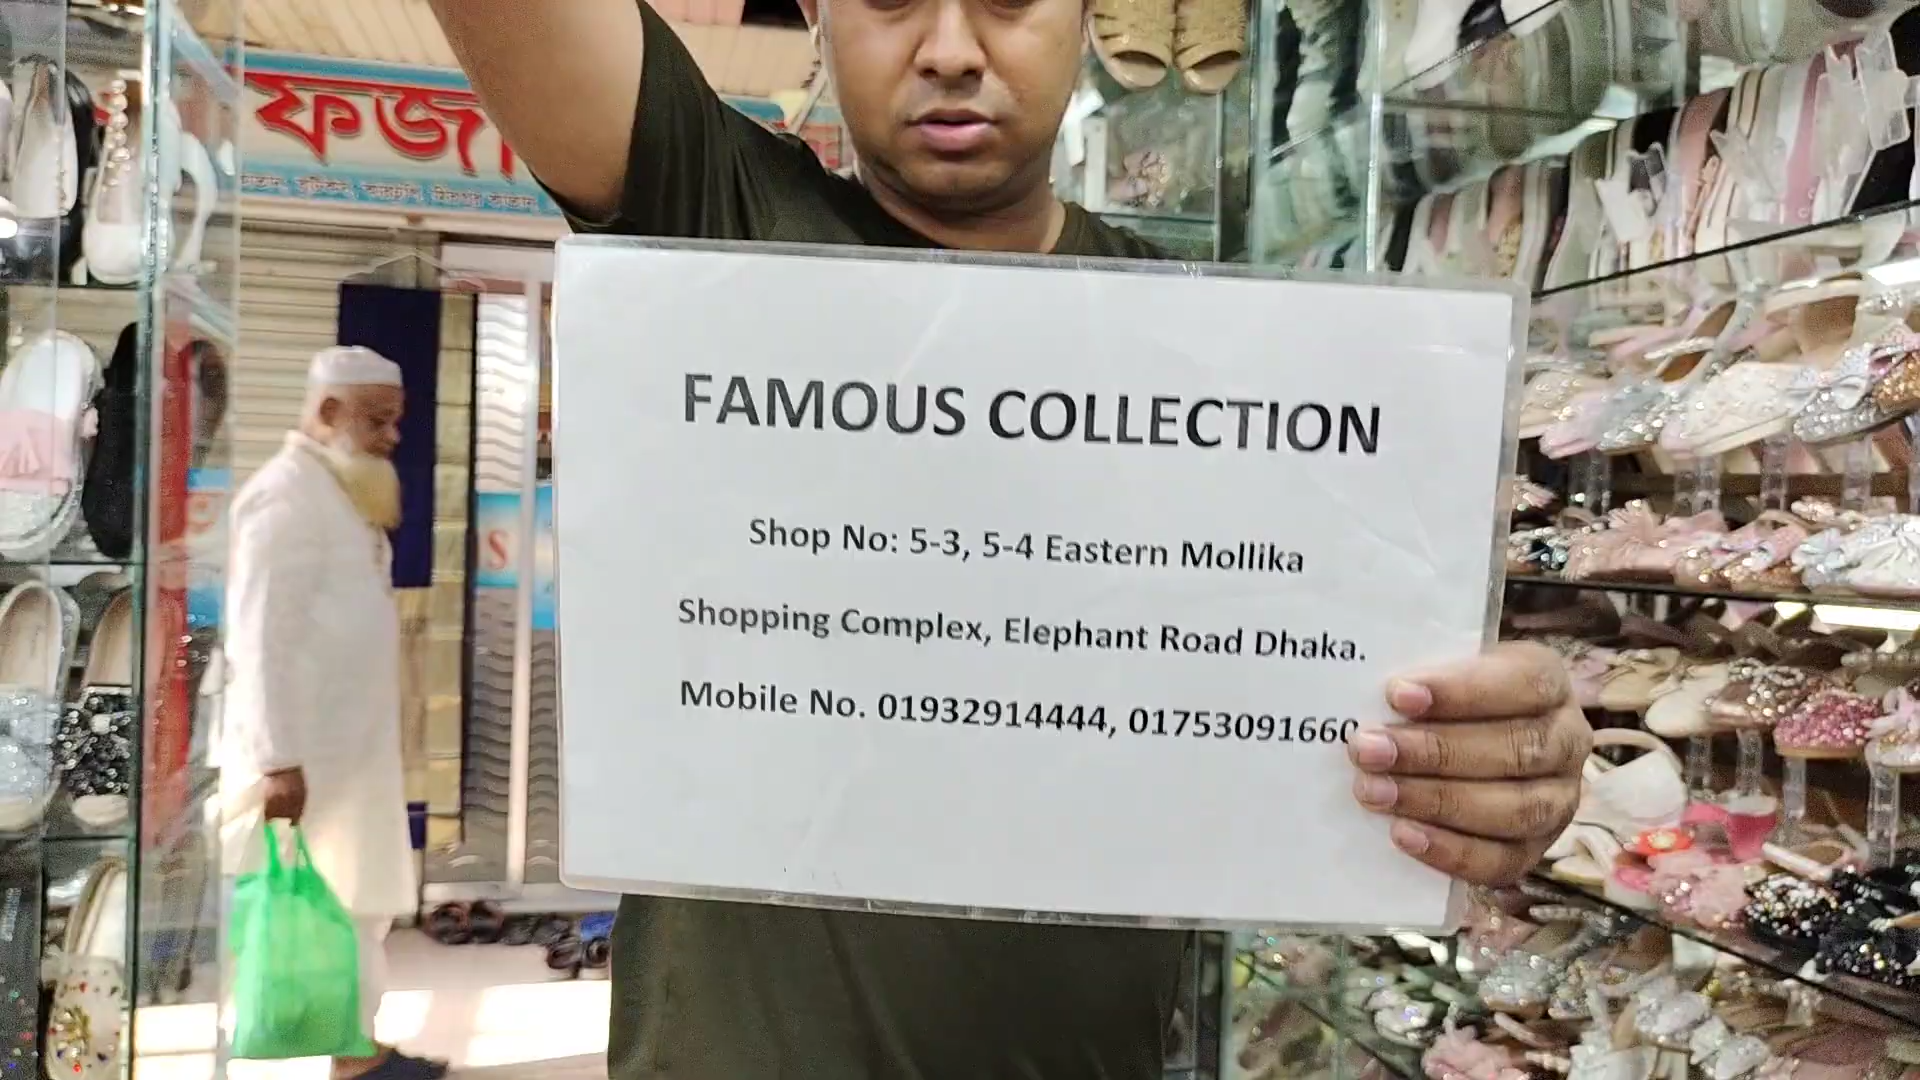 ফজ
FAMOUS COLLECTION
Shop No: 5-3, 5-4 Eastern Mollika
Shopping Complex, Elephant Road Dhaka.
Mobile No. 01932914444, 01753091660
S